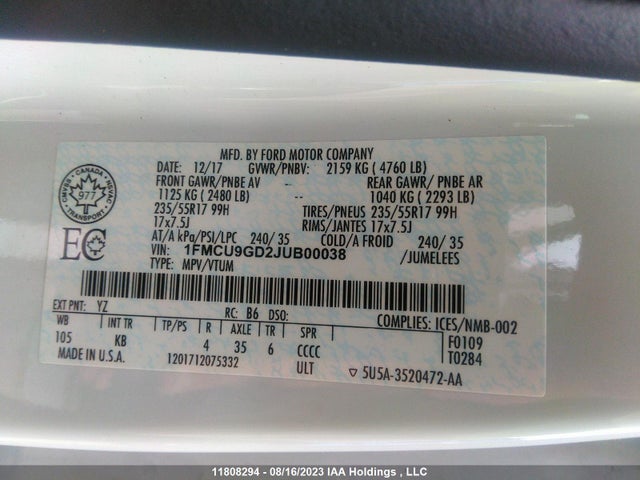 MFD. BY FORD MOTOR COMPANY
DATE: 12/17 GVWR/PNBV: 2159 KG ( 4760 LB)
FRONT GAWR/PNBE AV -- REAR GAWR/ PNBE AR
1125 KG ( 2480 LB) -- 1040 KG ( 2293 LB)
235/55R17 99H TIRES/PNEUS 235/55R17 99H
17x7.5J RIMS/JANTES 17x7.5J
AT/A kPa/PSI/LPC 240/ 35 COLD/A FROID 240/ 35
VIN: 1FMCU9GD2JUB00038 /JUMELEES
TYPE: MPV/VTUM
CANADA
977
TRANSPORT
EC
EXT PNT: YZ RC: B6 DSO: COMPLIES: ICES/NMB-002
WB INT TR TP/PS R AXLE TR SPR F0109
105 KB 4 35 6 CCCC T0284
MADE IN U.S.A. 1201712075332 ULT ▽ 5U5A-3520472-AA
11808294 - 08/16/2023 IAA Holdings , LLC